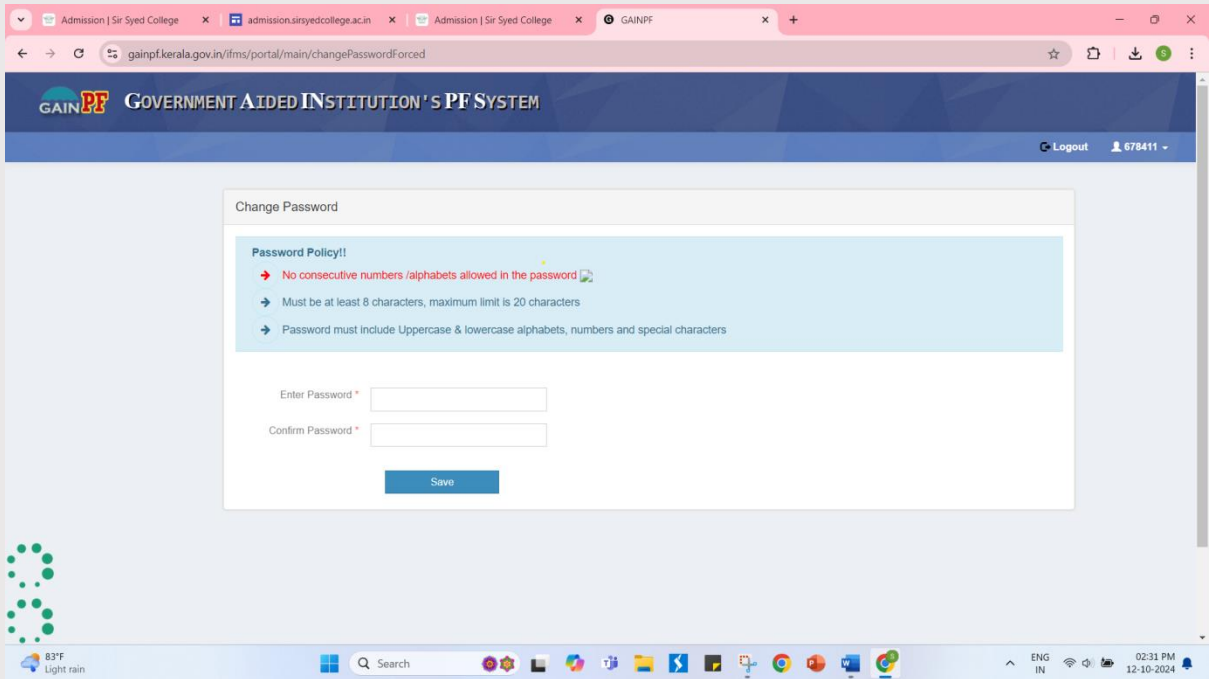 Admission | Sir Syed College
admission.sirsyedcollege.ac.in
Admission | Sir Syed College
GAINPF
gainpf.kerala.gov.in/ifms/portal/main/changePasswordForced
S
GAINPF GOVERNMENT AIDED INSTITUTION'S PF SYSTEM
Logout 678411
Change Password
Password Policy!!
No consecutive numbers /alphabets allowed in the password
Must be at least 8 characters, maximum limit is 20 characters
Password must include Uppercase & lowercase alphabets, numbers and special characters
Enter Password *
Confirm Password *
Save
83°F
Light rain
Search
ENG
IN
02:31 PM
12-10-2024